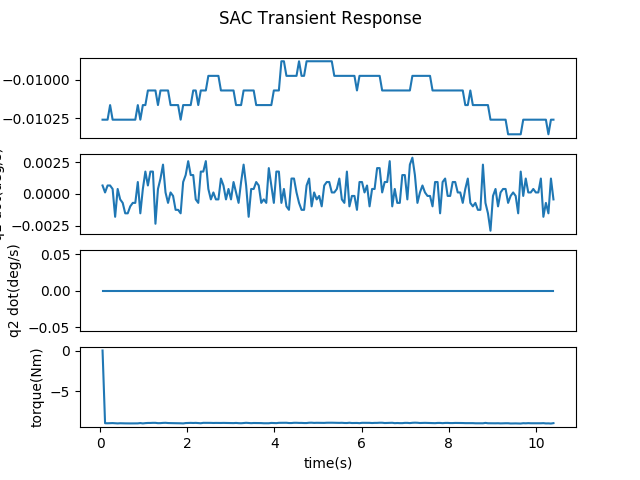 SAC Transient Response
−0.01000
−0.01025
0.0025
0.0000
−0.0025
0.05
0.00
−0.05
q2 dot(deg/s)
0
−5
torque(Nm)
0 2 4 6 8 10
time(s)